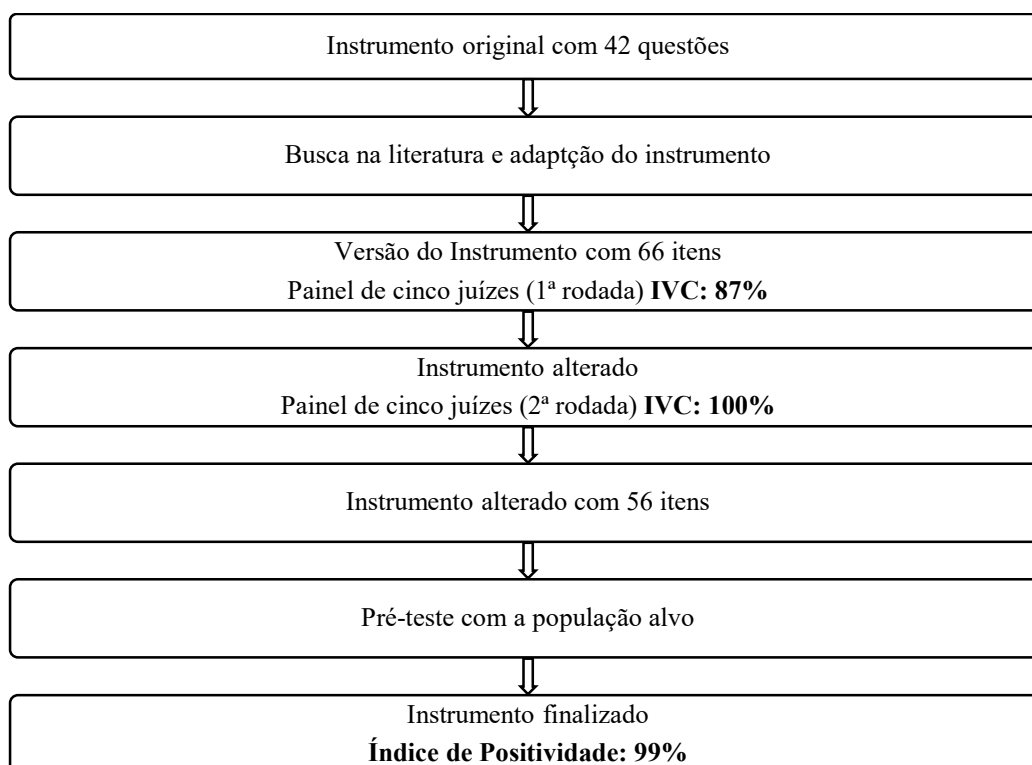 Instrumento original com 42 questões
Busca na literatura e adaptção do instrumento
Versão do Instrumento com 66 itens
Painel de cinco juízes (1ª rodada) IVC: 87%
Instrumento alterado
Painel de cinco juízes (2ª rodada) IVC: 100%
Instrumento alterado com 56 itens
Pré-teste com a população alvo
Instrumento finalizado
Índice de Positividade: 99%